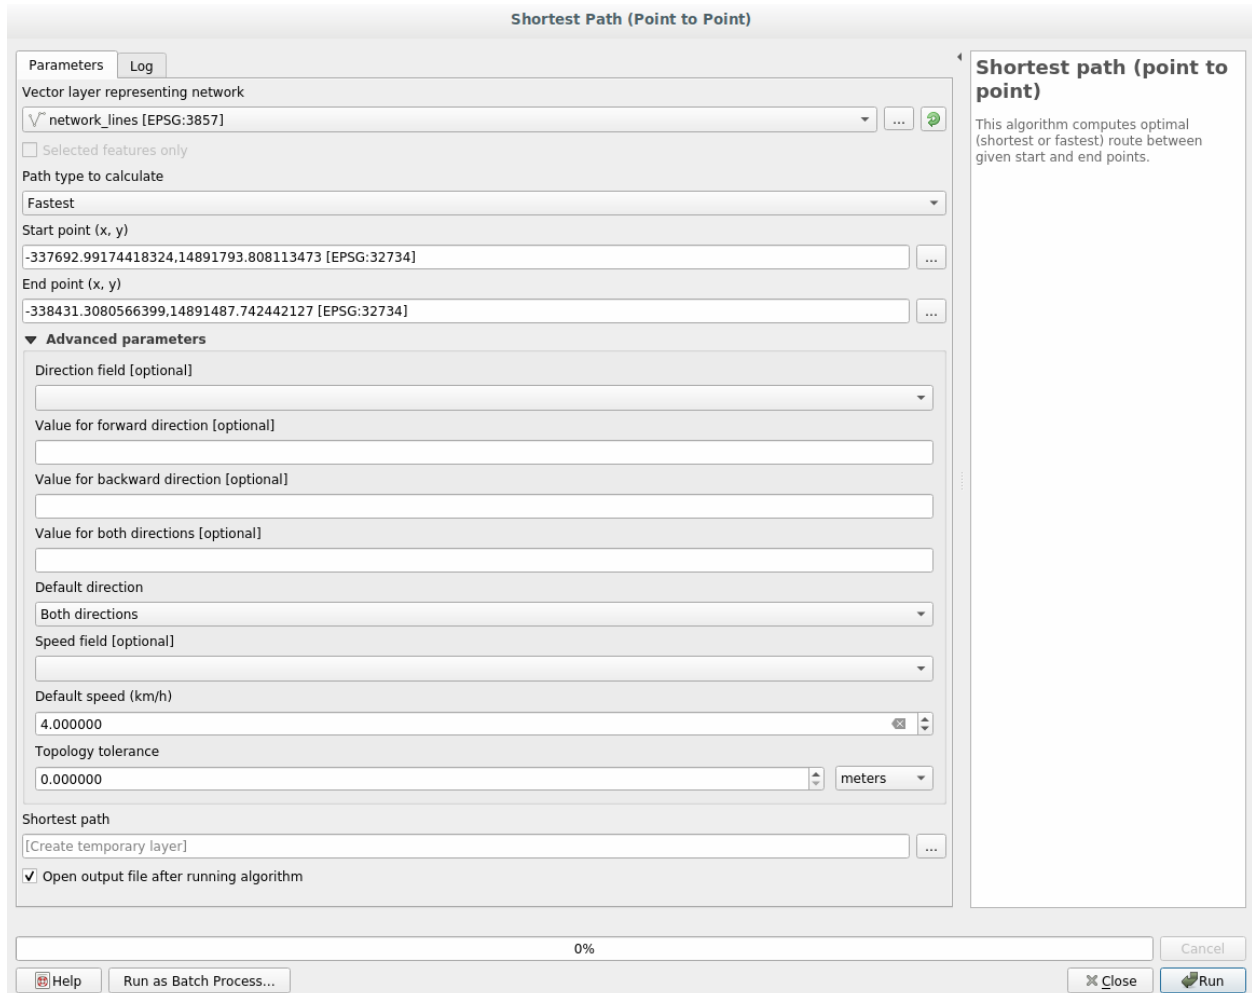 Shortest Path (Point to Point)
Parameters
Log
Vector layer representing network
network_lines [EPSG:3857]
...
Selected features only
Path type to calculate
Fastest
Start point (x, y)
-337692.99174418324,14891793.808113473 [EPSG:32734]
...
End point (x, y)
-338431.3080566399,14891487.742442127 [EPSG:32734]
...
Advanced parameters
Direction field [optional]
Value for forward direction [optional]
Value for backward direction [optional]
Value for both directions [optional]
Default direction
Both directions
Speed field [optional]
Default speed (km/h)
4.000000
Topology tolerance
0.000000
meters
Shortest path
[Create temporary layer]
...
Open output file after running algorithm
Shortest path (point to
point)
This algorithm computes optimal
(shortest or fastest) route between
given start and end points.
0%
Cancel
Help
Run as Batch Process...
Close
Run